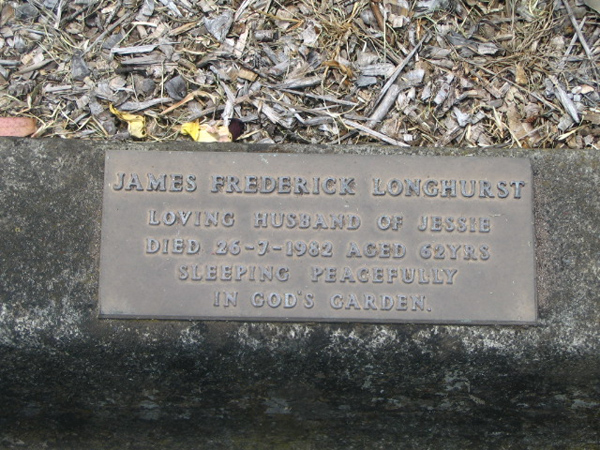 JAMES FREDERICK LONGHURST
LOVING HUSBAND OF JESSIE
DIED 26-7-1982 AGED 62YRS
SLEEPING PEACEFULLY
IN GOD'S GARDEN.